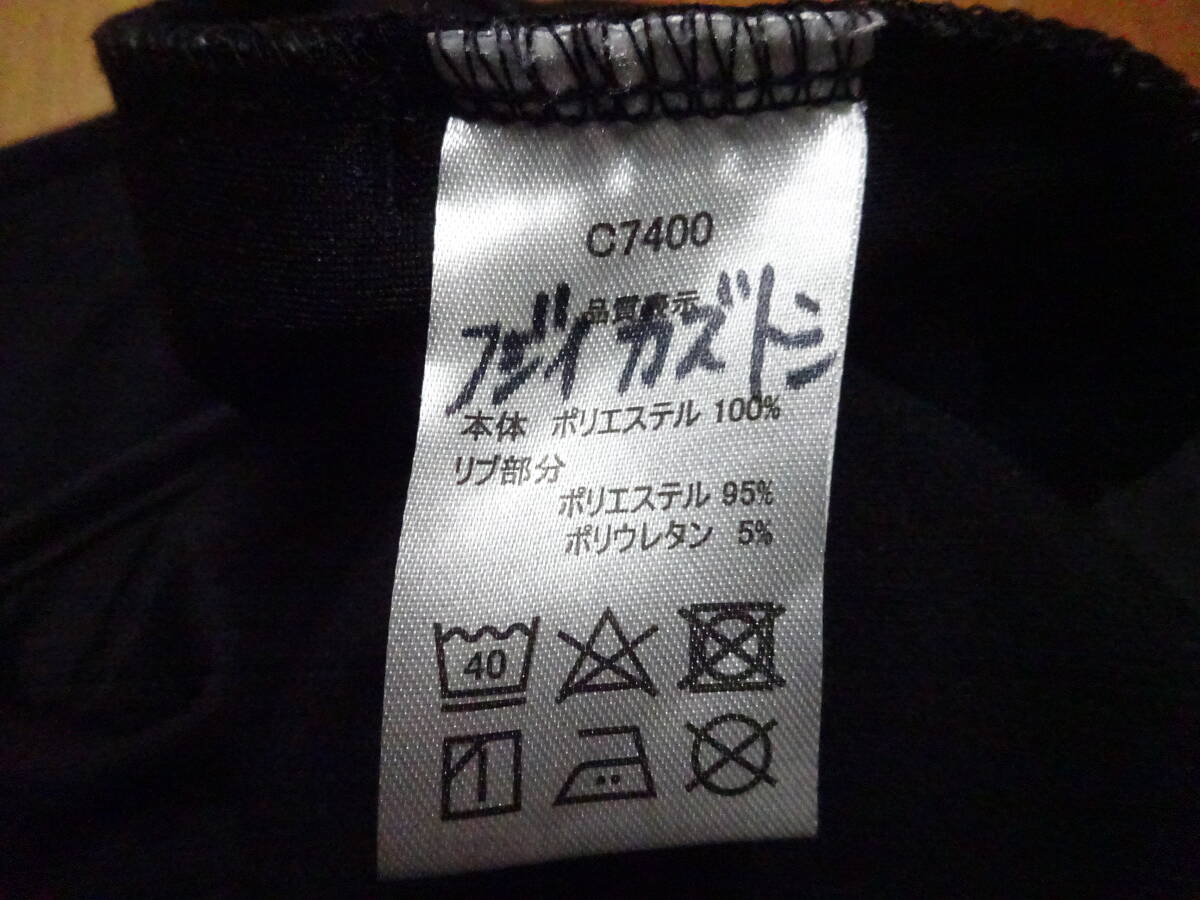 C7400
品質表示
フジイ カズトミ
本体 ポリエステル 100%
リブ部分
ポリエステル 95%
ポリウレタン 5%
40